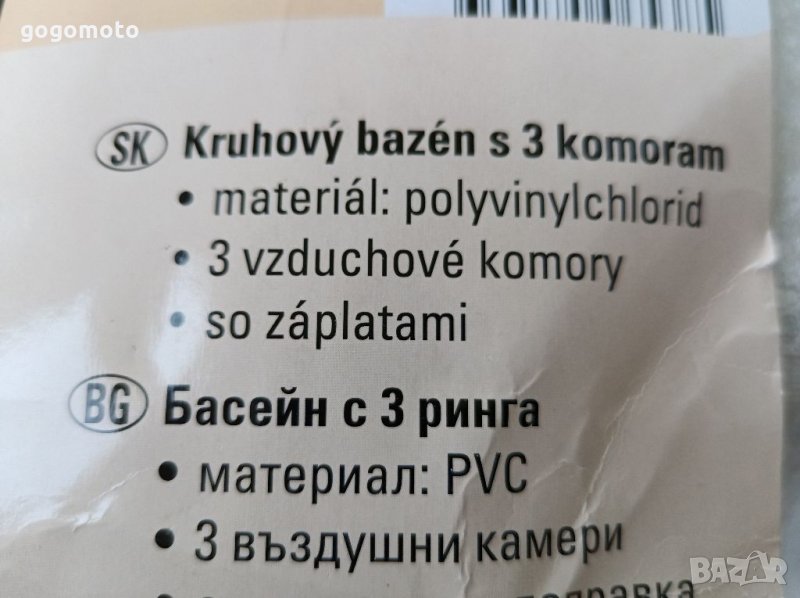 gogomoto
SK Kruhový bazén s 3 komoram
• materiál: polyvinylchlorid
• 3 vzduchové komory
• so záplatami
BG Басейн с 3 ринга
• материал: PVC
• 3 въздушни камери
BAZAR